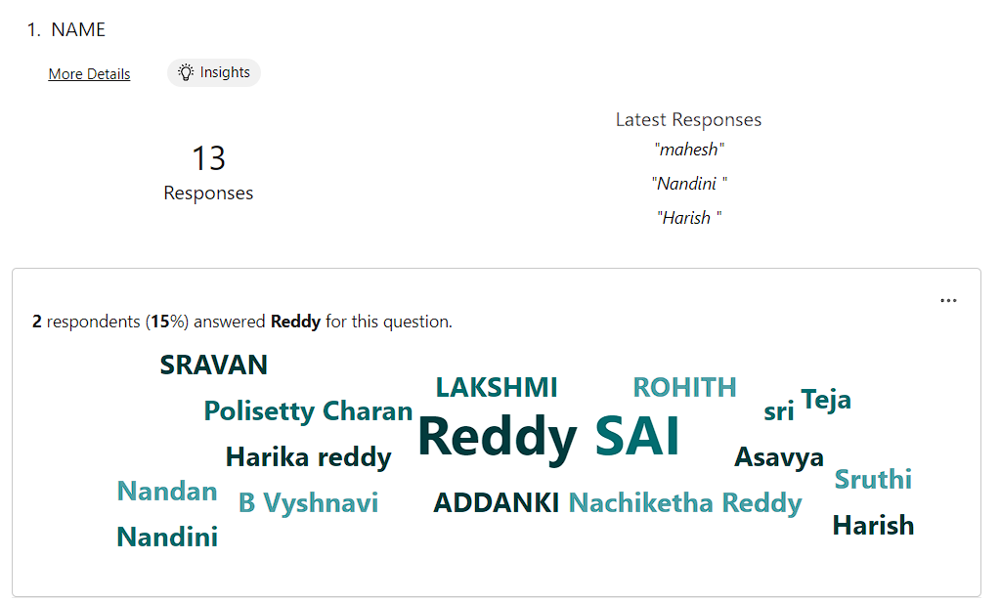 1. NAME
More Details
Insights
13
Responses
Latest Responses
"mahesh"
"Nandini "
"Harish "
...
2 respondents (15%) answered Reddy for this question.
SRAVAN
LAKSHMI
ROHITH
Polisetty Charan
sri
Teja
Reddy
SAI
Harika reddy
Asavya
Nandan
B Vyshnavi
ADDANKI
Nachiketha Reddy
Sruthi
Nandini
Harish